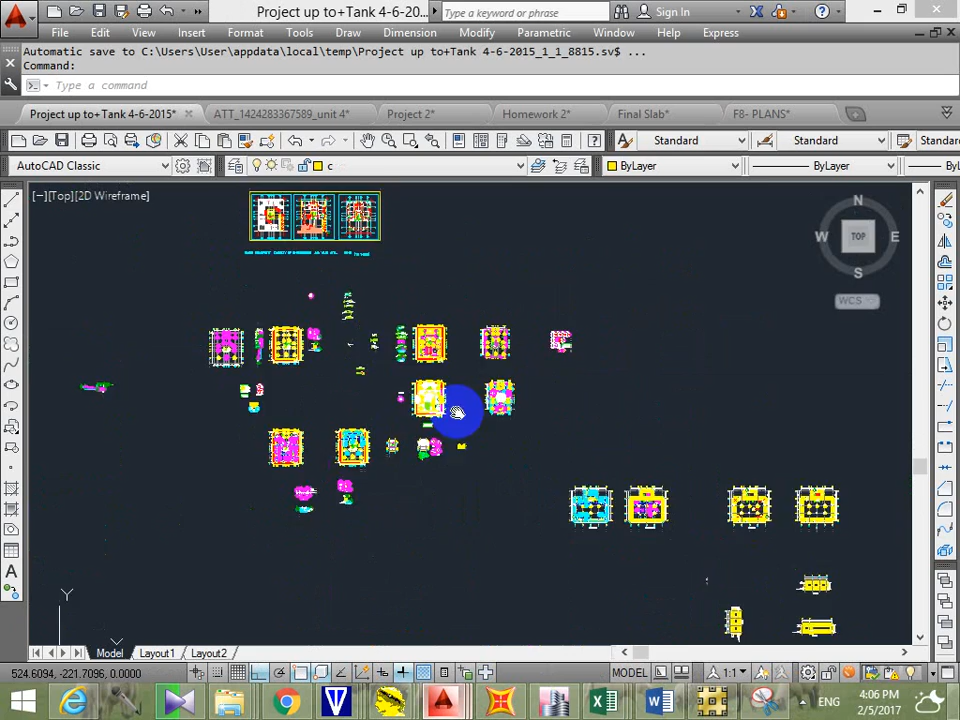 Project up to+Tank 4-6-20...
Type a keyword or phrase
Sign In
File Edit View Insert Format Tools Draw Dimension Modify Parametric Window Help Express
Automatic save to C:\Users\User\appdata\local\temp\Project up to+Tank 4-6-2015_1_1_8815.sv$ ...
Command:
Type a command
Project up to+Tank 4-6-2015* ATT_1424283367589_unit 4* Project 2* Homework 2* Final Slab* F8- PLANS*
Standard Standard Standar
AutoCAD Classic c ByLayer ByLayer ByL
[−][Top][2D Wireframe]
N
W TOP E
S
WCS
Y
Model Layout1 Layout2
524.6094, -221.7096, 0.0000 MODEL 1:1
ENG 4:06 PM
2/5/2017